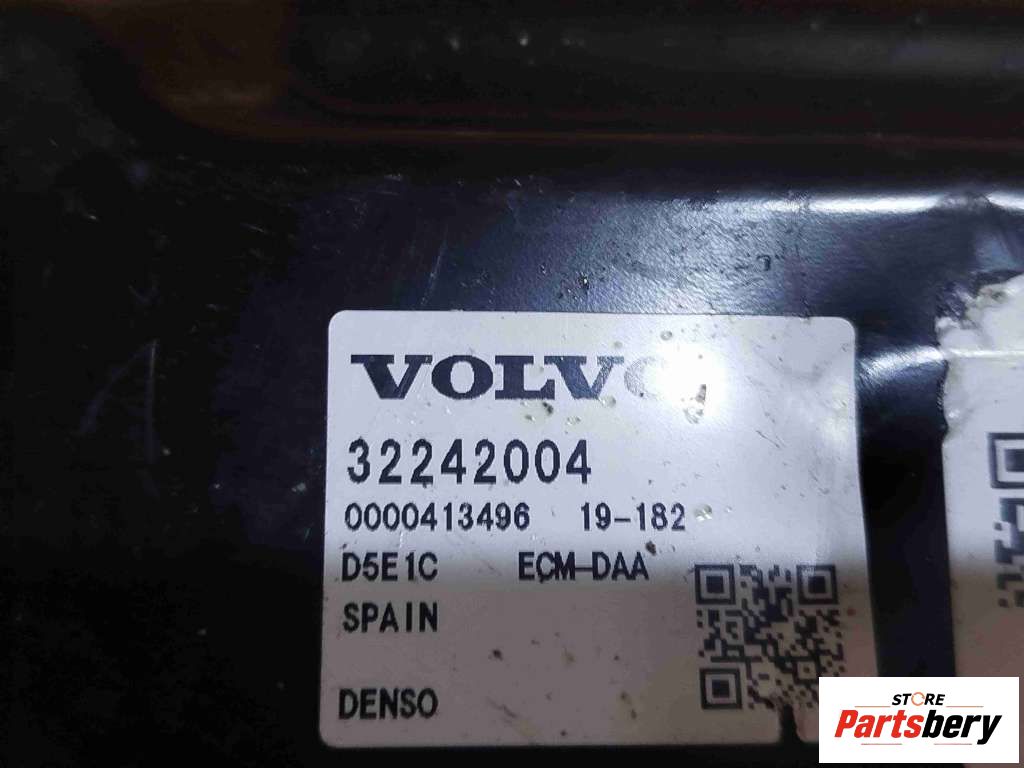 VOLVO
32242004
0000413496 19-182
D5E1C ECM-DAA
SPAIN
DENSO
STORE
Partsbery